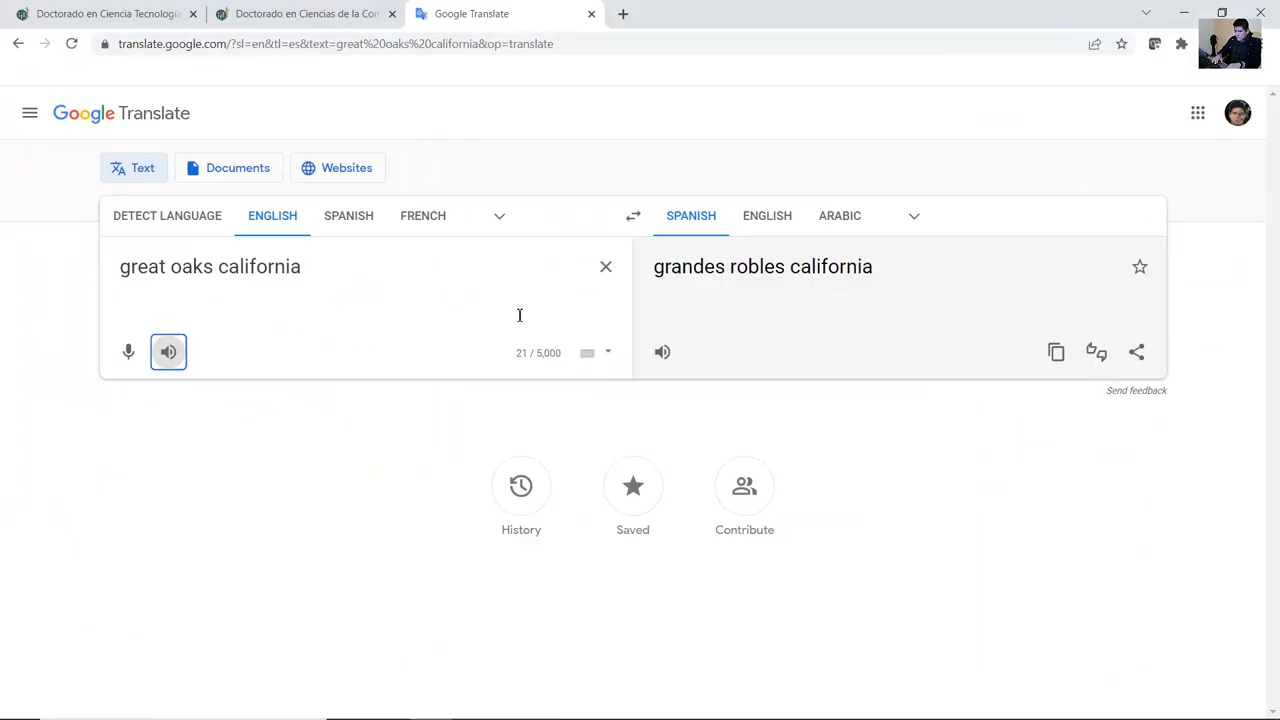 Doctorado en Ciencia Tecnologí
Doctorado en Ciencias de la Con
Google Translate
translate.google.com/?sl=en&tl=es&text=great%20oaks%20california&op=translate
Google Translate
Text
Documents
Websites
DETECT LANGUAGE
ENGLISH
SPANISH
FRENCH
SPANISH
ENGLISH
ARABIC
great oaks california
grandes robles california
21 / 5,000
Send feedback
History
Saved
Contribute